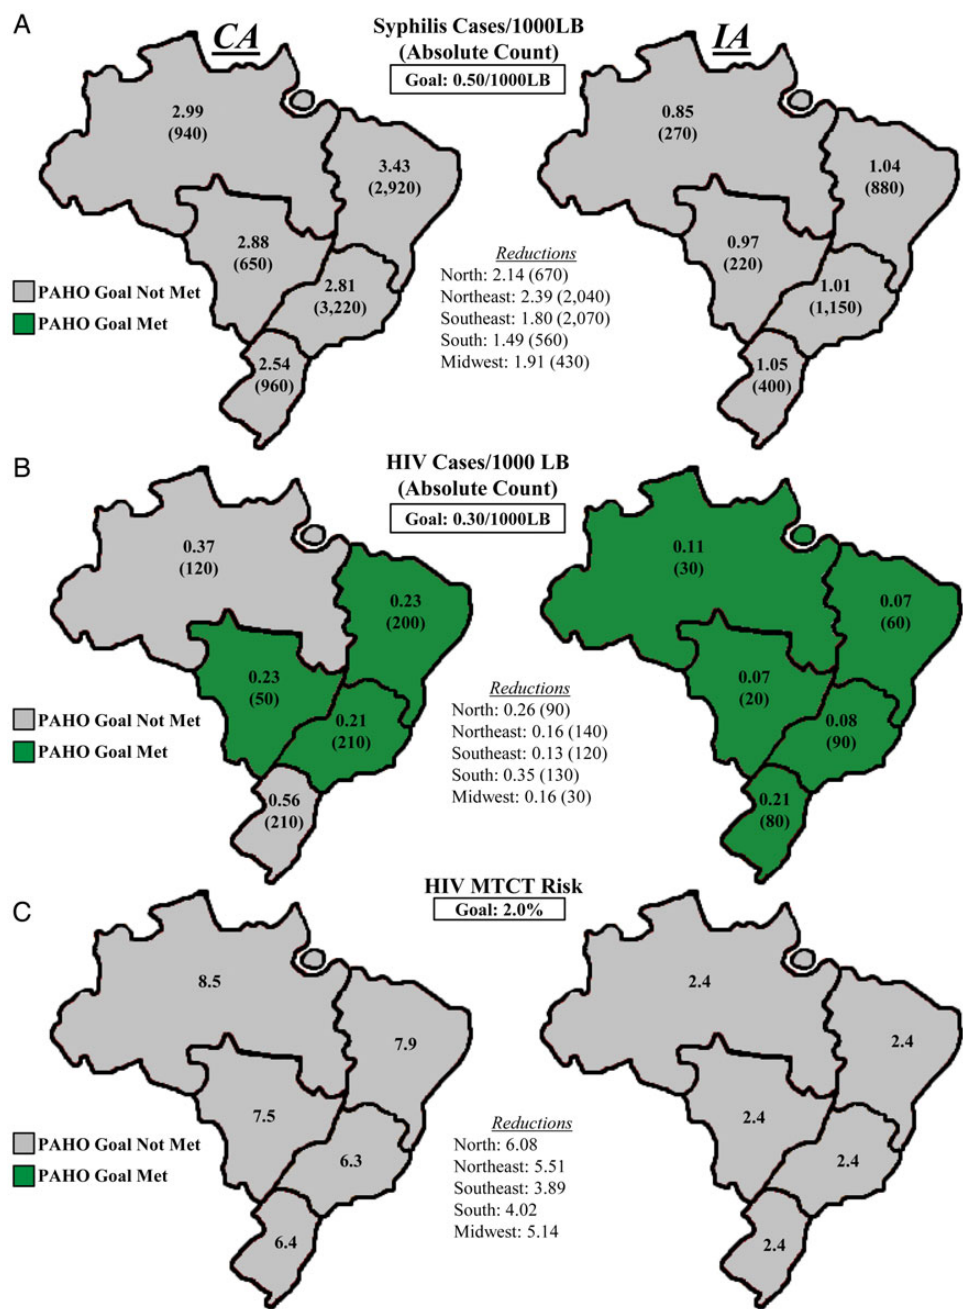 A
CA
Syphilis Cases/1000LB
(Absolute Count)
Goal: 0.50/1000LB
IA
2.99
(940)
3.43
(2,920)
2.88
(650)
2.81
(3,220)
2.54
(960)
PAHO Goal Not Met
PAHO Goal Met
Reductions
North: 2.14 (670)
Northeast: 2.39 (2,040)
Southeast: 1.80 (2,070)
South: 1.49 (560)
Midwest: 1.91 (430)
0.85
(270)
1.04
(880)
0.97
(220)
1.01
(1,150)
1.05
(400)
B
HIV Cases/1000 LB
(Absolute Count)
Goal: 0.30/1000LB
0.37
(120)
0.23
(200)
0.23
(50)
0.21
(210)
0.56
(210)
PAHO Goal Not Met
PAHO Goal Met
Reductions
North: 0.26 (90)
Northeast: 0.16 (140)
Southeast: 0.13 (120)
South: 0.35 (130)
Midwest: 0.16 (30)
0.11
(30)
0.07
(60)
0.07
(20)
0.08
(90)
0.21
(80)
C
HIV MTCT Risk
Goal: 2.0%
8.5
7.9
7.5
6.3
6.4
PAHO Goal Not Met
PAHO Goal Met
Reductions
North: 6.08
Northeast: 5.51
Southeast: 3.89
South: 4.02
Midwest: 5.14
2.4
2.4
2.4
2.4
2.4